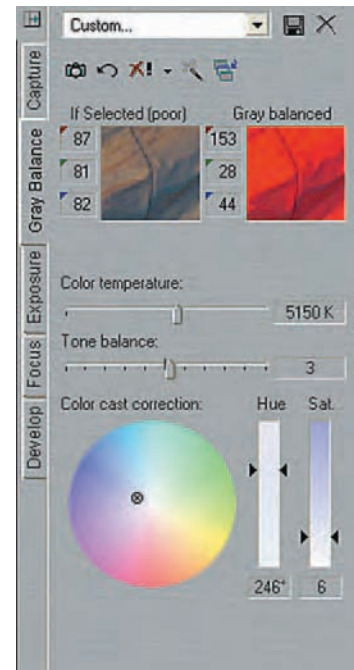 Custom...
Capture
Gray Balance
Exposure
Focus
Develop
If Selected (poor) Gray balanced
87 153
81 28
82 44
Color temperature:
5150 K
Tone balance:
3
Color cast correction: Hue Sat.
246° 6